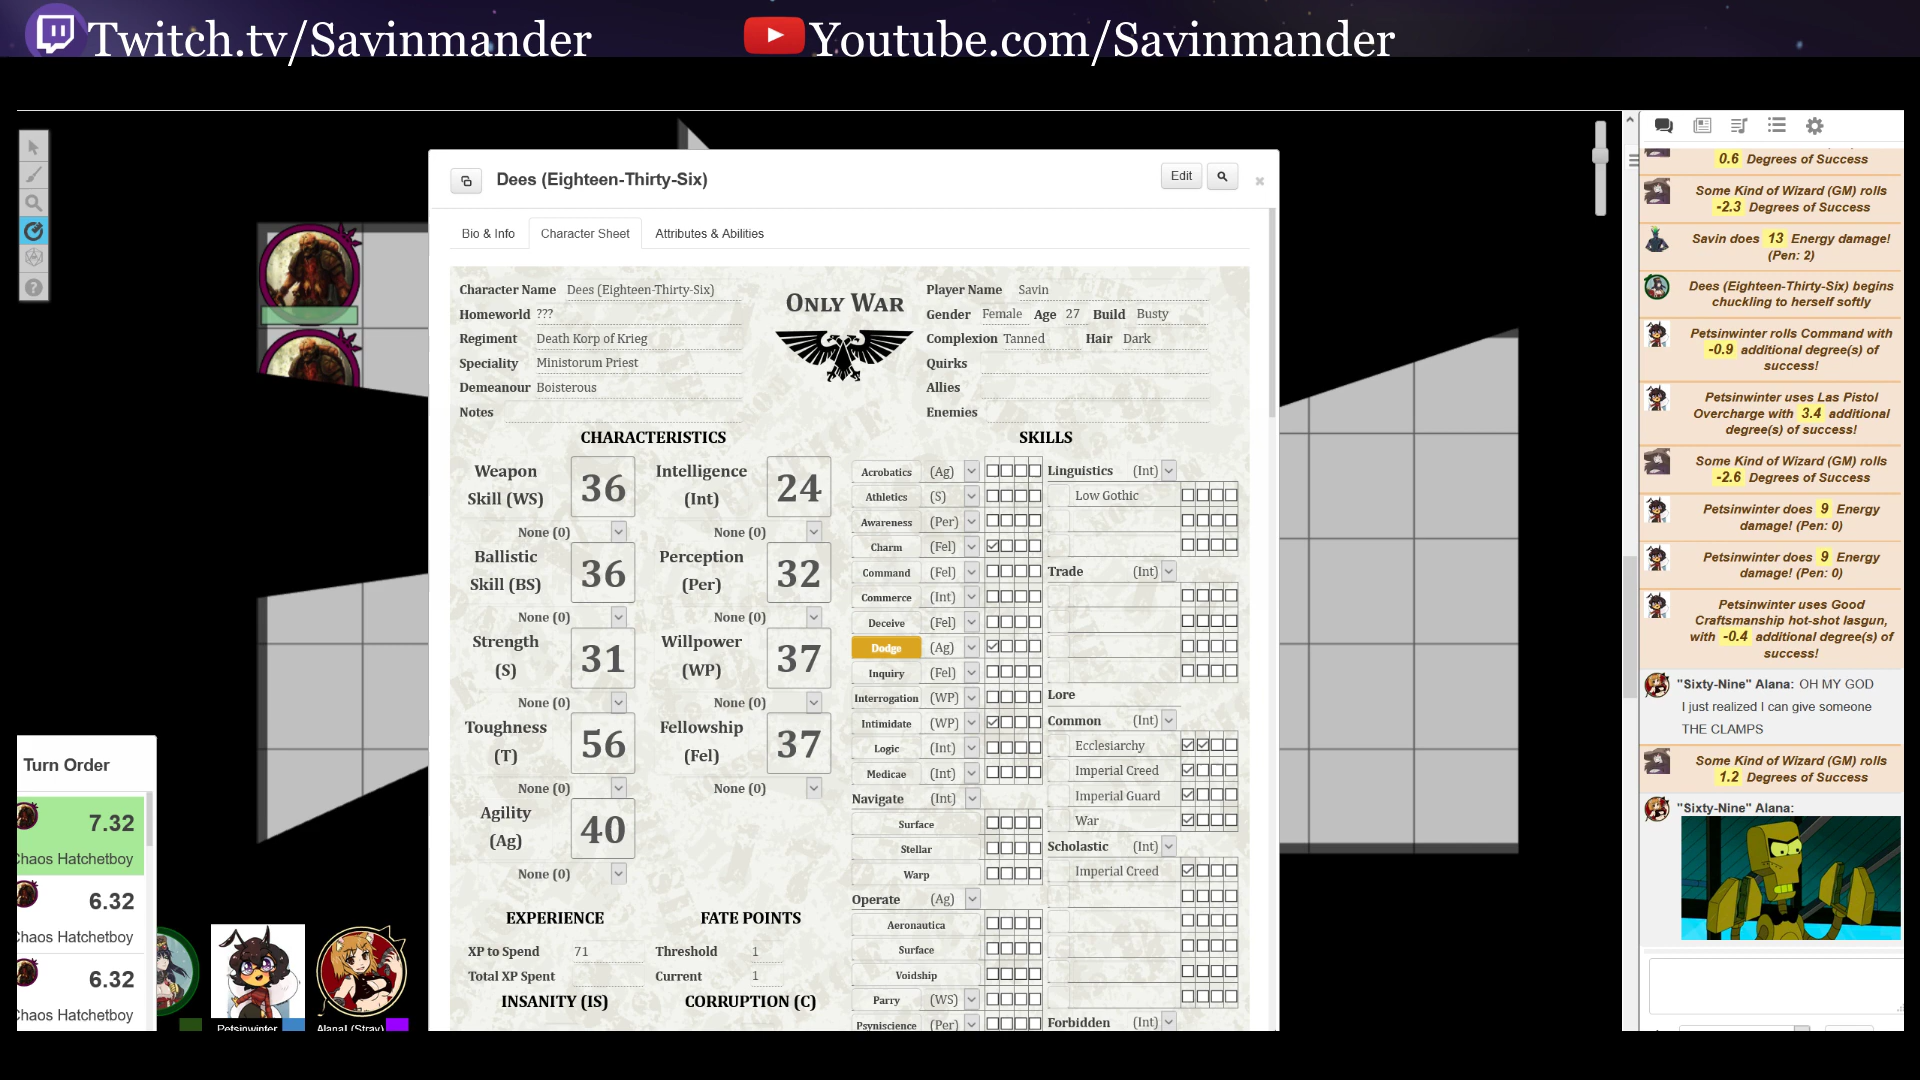 Twitch.tv/Savinmander
Youtube.com/Savinmander
Dees (Eighteen-Thirty-Six)
Edit
Bio & Info
Character Sheet
Attributes & Abilities
Character Name Dees (Eighteen-Thirty-Six)
Homeworld ???
Regiment Death Korp of Krieg
Speciality Ministorum Priest
Demeanour Boisterous
Notes
ONLY WAR
Player Name Savin
Gender Female Age 27 Build Busty
Complexion Tanned Hair Dark
Quirks
Allies
Enemies
CHARACTERISTICS
Weapon
Skill (WS)
36
None (0)
Intelligence
(Int)
24
None (0)
Ballistic
Skill (BS)
36
None (0)
Perception
(Per)
32
None (0)
Strength
(S)
31
None (0)
Willpower
(WP)
37
None (0)
Toughness
(T)
56
None (0)
Fellowship
(Fel)
37
None (0)
Agility
(Ag)
40
None (0)
EXPERIENCE
XP to Spend 71
Total XP Spent
FATE POINTS
Threshold 1
Current 1
INSANITY (IS)
CORRUPTION (C)
SKILLS
Acrobatics (Ag)
Athletics (S)
Awareness (Per)
Charm (Fel)
Command (Fel)
Commerce (Int)
Deceive (Fel)
Dodge (Ag)
Inquiry (Fel)
Interrogation (WP)
Intimidate (WP)
Logic (Int)
Medicae (Int)
Navigate (Int)
Surface
Stellar
Warp
Operate (Ag)
Aeronautica
Surface
Voidship
Parry (WS)
Psyniscience (Per)
Linguistics (Int)
Low Gothic
Trade (Int)
Lore
Common (Int)
Ecclesiarchy
Imperial Creed
Imperial Guard
War
Scholastic (Int)
Imperial Creed
Forbidden (Int)
0.6 Degrees of Success
Some Kind of Wizard (GM) rolls
-2.3 Degrees of Success
Savin does 13 Energy damage!
(Pen: 2)
Dees (Eighteen-Thirty-Six) begins
chuckling to herself softly
Petsinwinter rolls Command with
-0.9 additional degree(s) of
success!
Petsinwinter uses Las Pistol
Overcharge with 3.4 additional
degree(s) of success!
Some Kind of Wizard (GM) rolls
-2.6 Degrees of Success
Petsinwinter does 9 Energy
damage! (Pen: 0)
Petsinwinter does 9 Energy
damage! (Pen: 0)
Petsinwinter uses Good
Craftsmanship hot-shot lasgun,
with -0.4 additional degree(s) of
success!
"Sixty-Nine" Alana: OH MY GOD
I just realized I can give someone
THE CLAMPS
Some Kind of Wizard (GM) rolls
1.2 Degrees of Success
"Sixty-Nine" Alana:
Turn Order
7.32
Chaos Hatchetboy
6.32
Chaos Hatchetboy
6.32
Chaos Hatchetboy
Petsinwinter
AlanaJ (Stray)